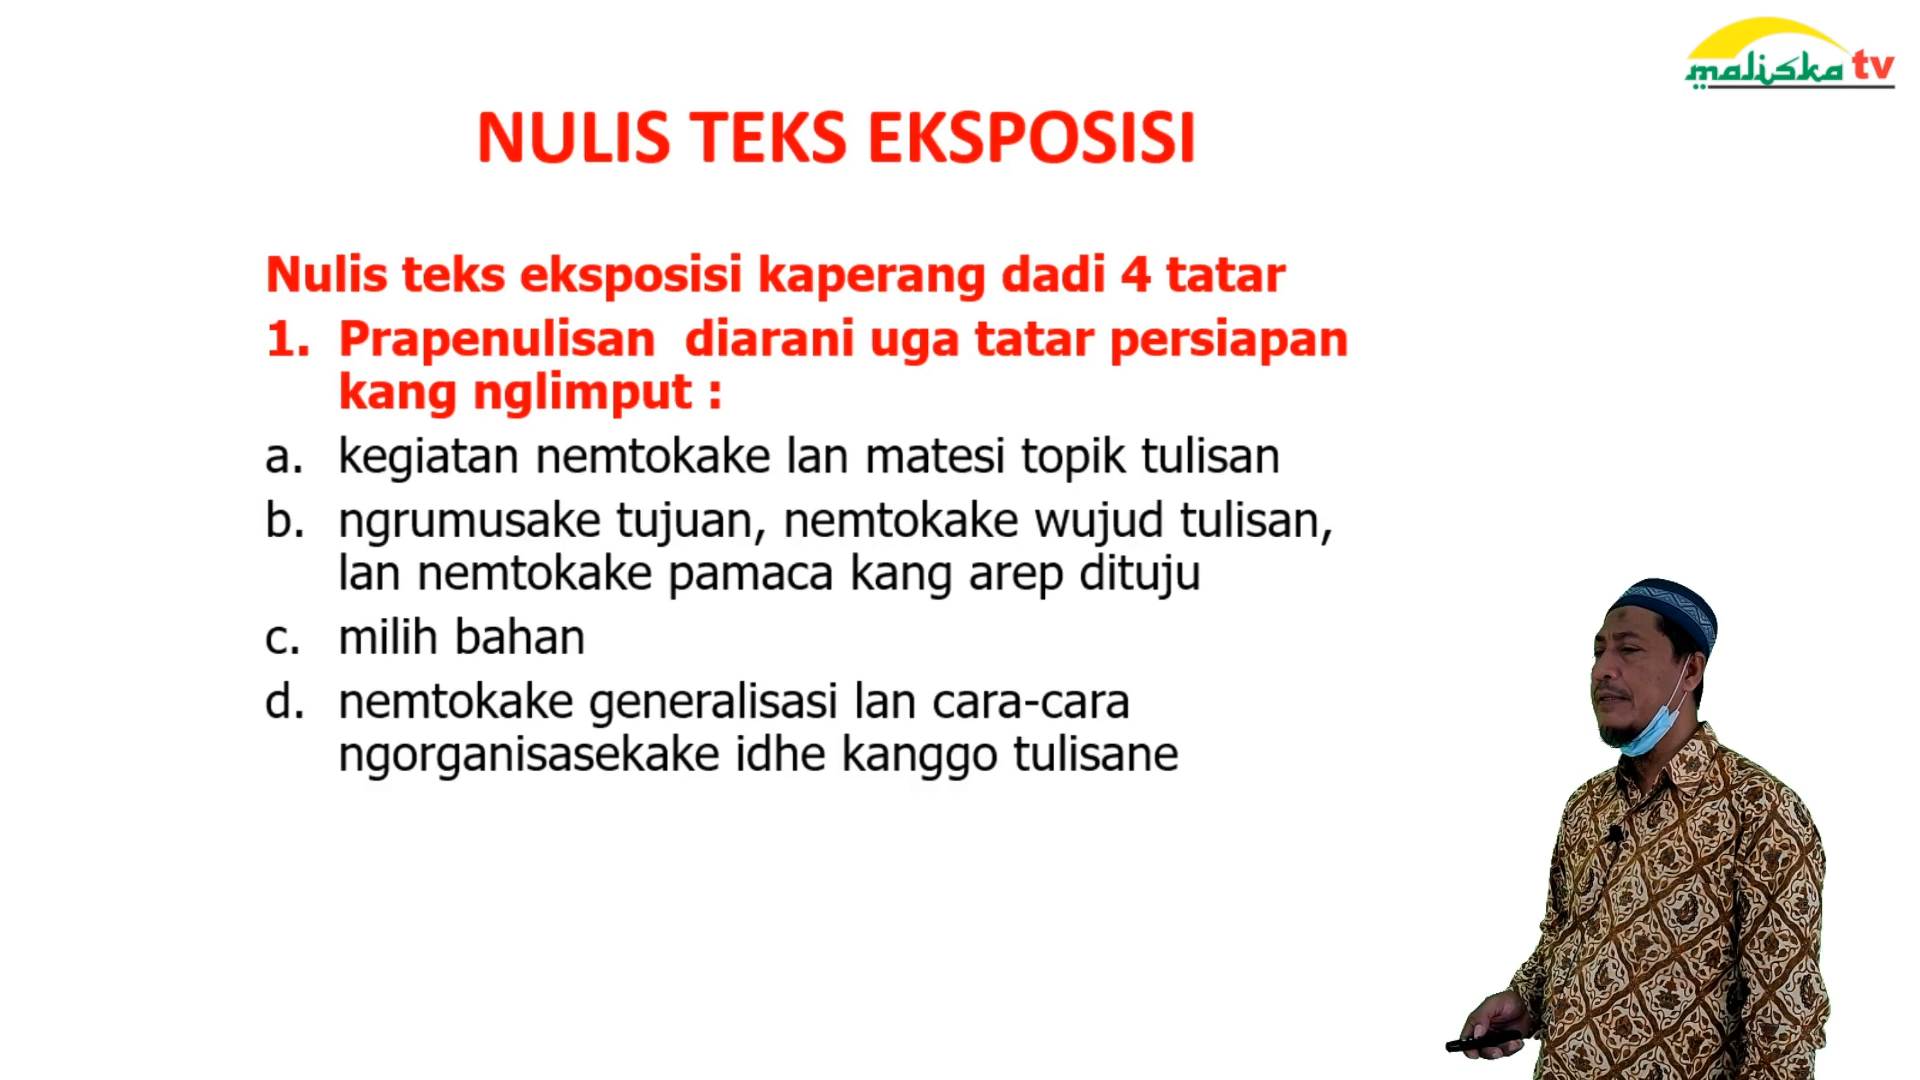 maliska tv
NULIS TEKS EKSPOSISI
Nulis teks eksposisi kaperang dadi 4 tatar
1. Prapenulisan diarani uga tatar persiapan
kang nglimput :
a. kegiatan nemtokake lan matesi topik tulisan
b. ngrumusake tujuan, nemtokake wujud tulisan,
lan nemtokake pamaca kang arep dituju
c. milih bahan
d. nemtokake generalisasi lan cara-cara
ngorganisasekake idhe kanggo tulisane